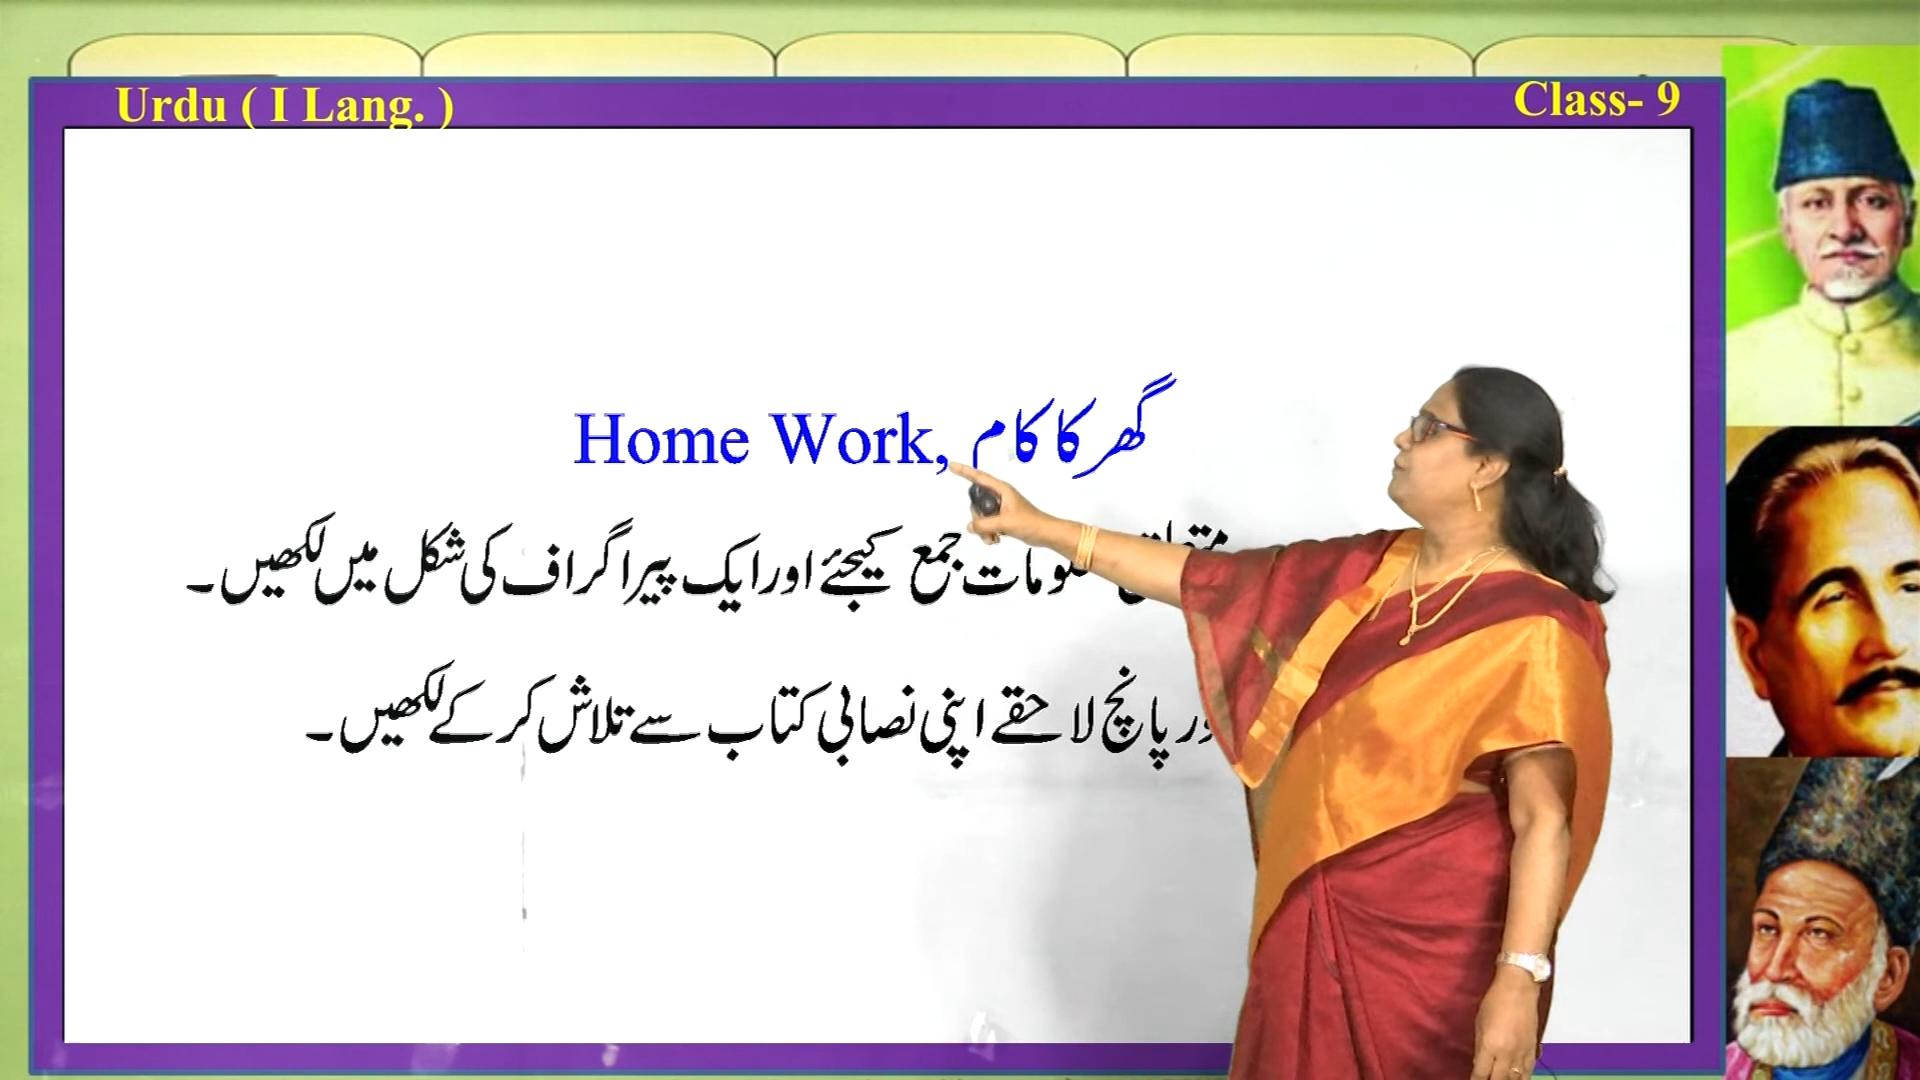 Urdu ( I Lang. )
Class- 9
گھر کا کام Home Work,
جمع کیجئے اور ایک پیراگراف کی شکل میں لکھیں۔
پانچ لاحقے اپنی نصابی کتاب سے تلاش کر کے لکھیں۔